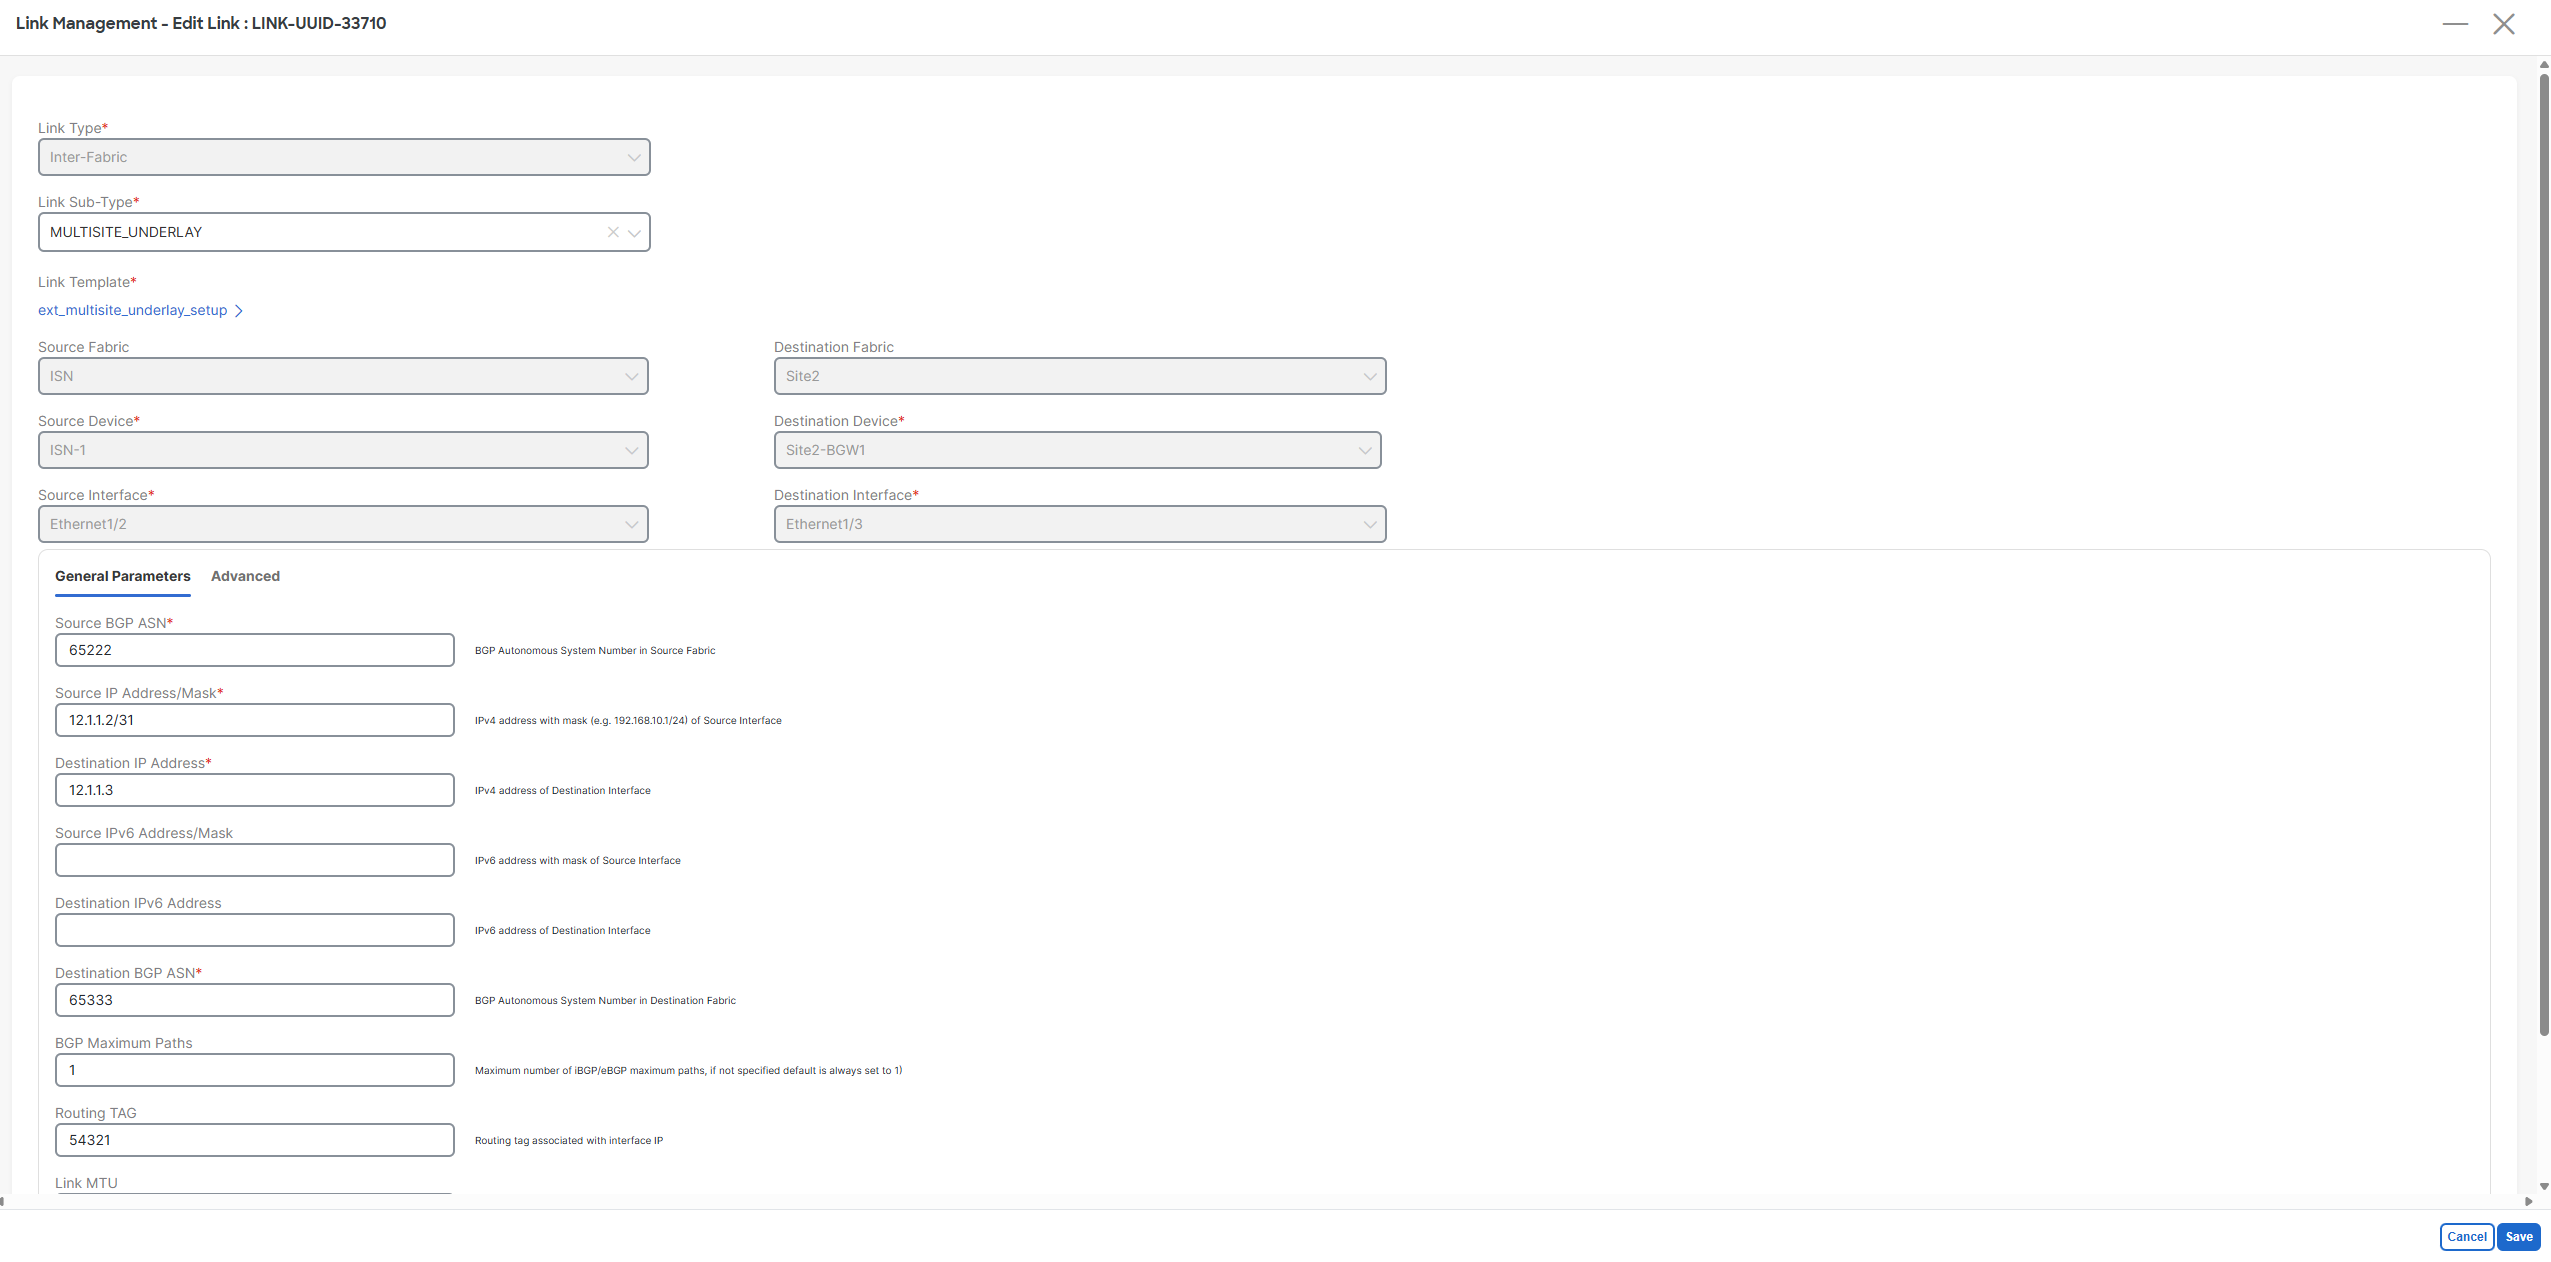 Link Management - Edit Link : LINK-UUID-33710
Link Type*
Inter-Fabric
Link Sub-Type*
MULTISITE_UNDERLAY
Link Template*
ext_multisite_underlay_setup
Source Fabric
ISN
Destination Fabric
Site2
Source Device*
ISN-1
Destination Device*
Site2-BGW1
Source Interface*
Ethernet1/2
Destination Interface*
Ethernet1/3
General Parameters Advanced
Source BGP ASN*
65222 BGP Autonomous System Number in Source Fabric
Source IP Address/Mask*
12.1.1.2/31 IPv4 address with mask (e.g. 192.168.10.1/24) of Source Interface
Destination IP Address*
12.1.1.3 IPv4 address of Destination Interface
Source IPv6 Address/Mask
IPv6 address with mask of Source Interface
Destination IPv6 Address
IPv6 address of Destination Interface
Destination BGP ASN*
65333 BGP Autonomous System Number in Destination Fabric
BGP Maximum Paths
1 Maximum number of iBGP/eBGP maximum paths, if not specified default is always set to 1)
Routing TAG
54321 Routing tag associated with interface IP
Link MTU
Cancel Save